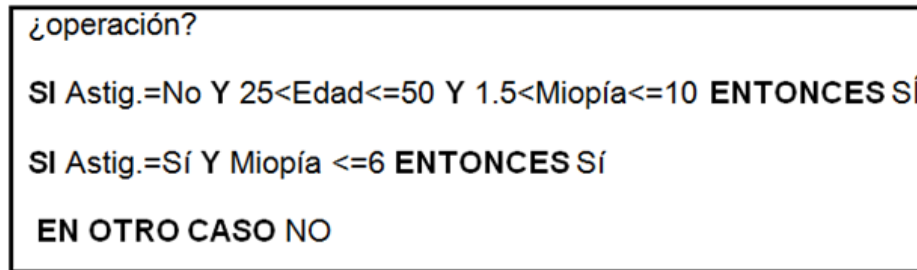 ¿operación?
SI Astig.=No Y 25<Edad<=50 Y 1.5<Miopía<=10 ENTONCES SÍ
SI Astig.=Sí Y Miopía <=6 ENTONCES Sí
EN OTRO CASO NO